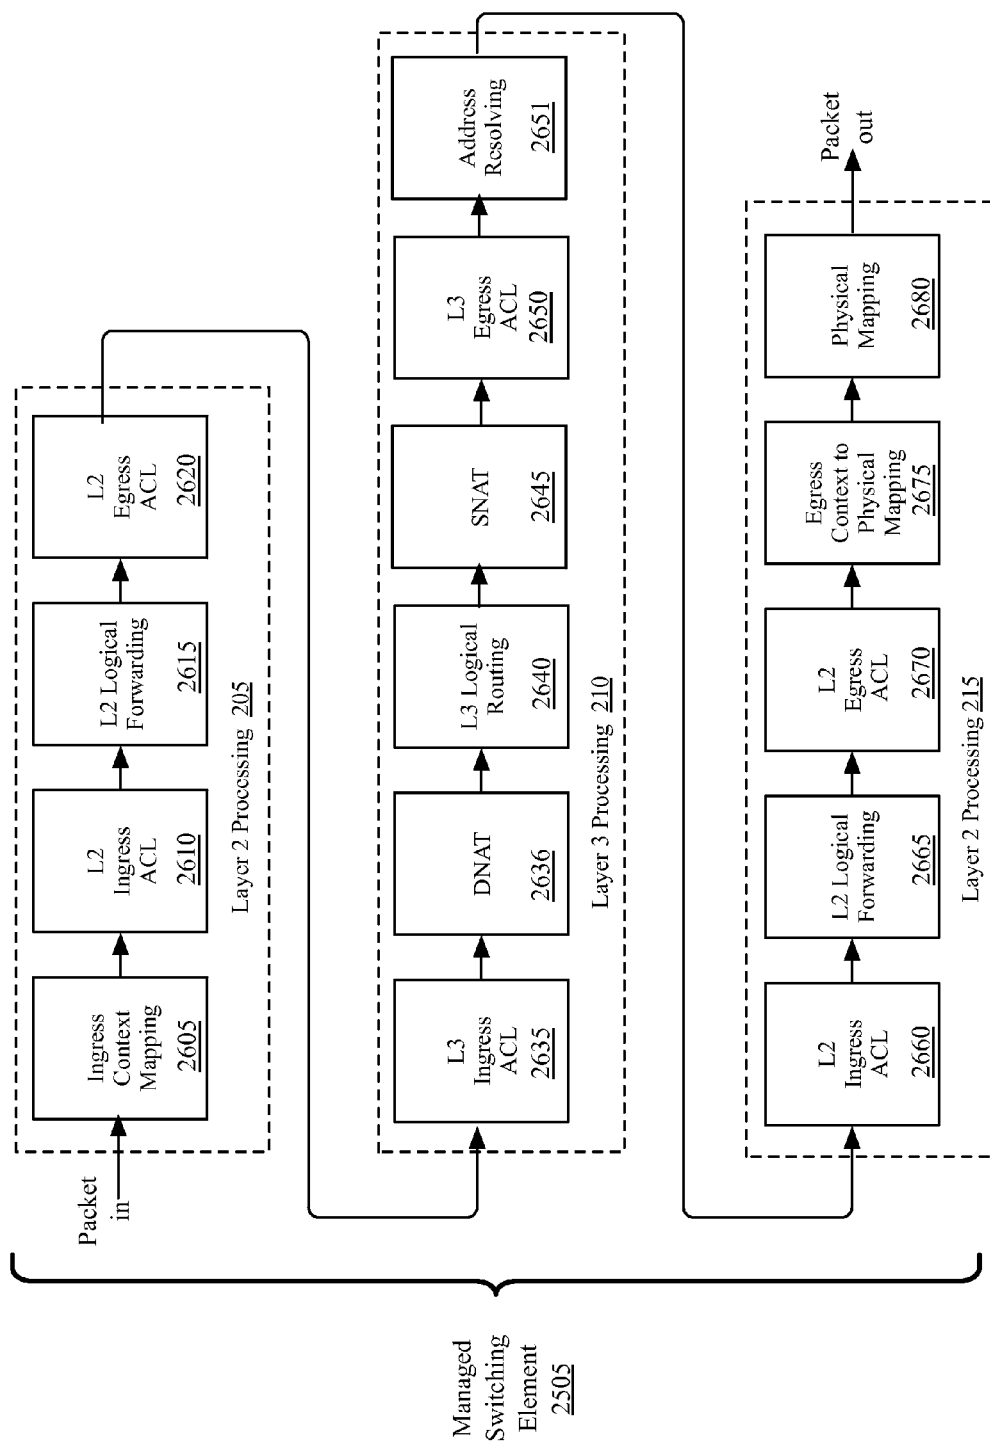 Managed
Switching
Element
2505
Packet
in
Ingress
Context
Mapping
2605
L2
Ingress
ACL
2610
L2 Logical
Forwarding
2615
L2
Egress
ACL
2620
Layer 2 Processing 205
L3
Ingress
ACL
2635
DNAT
2636
L3 Logical
Routing
2640
SNAT
2645
L3
Egress
ACL
2650
Address
Resolving
2651
Layer 3 Processing 210
L2
Ingress
ACL
2660
L2 Logical
Forwarding
2665
L2
Egress
ACL
2670
Egress
Context to
Physical
Mapping
2675
Physical
Mapping
2680
Packet
out
Layer 2 Processing 215